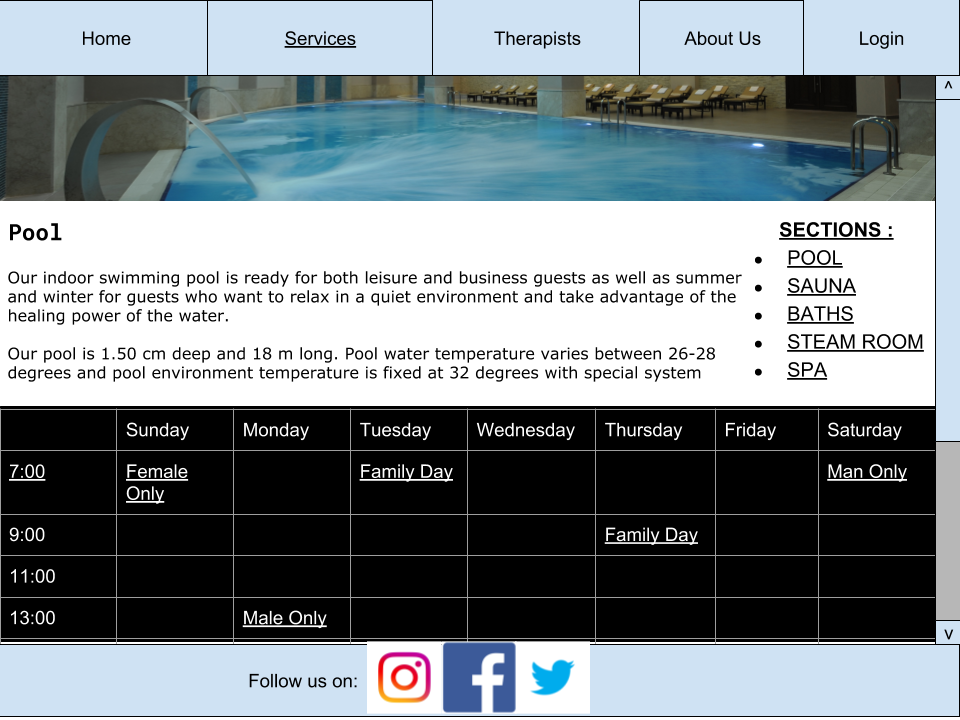 Home Services Therapists About Us Login
^
Pool
Our indoor swimming pool is ready for both leisure and business guests as well as summer
and winter for guests who want to relax in a quiet environment and take advantage of the
healing power of the water.
Our pool is 1.50 cm deep and 18 m long. Pool water temperature varies between 26-28
degrees and pool environment temperature is fixed at 32 degrees with special system
SECTIONS :
• POOL
• SAUNA
• BATHS
• STEAM ROOM
• SPA
Sunday Monday Tuesday Wednesday Thursday Friday Saturday
7:00 Female Only Family Day Man Only
9:00 Family Day
11:00
13:00 Male Only
v
Follow us on: